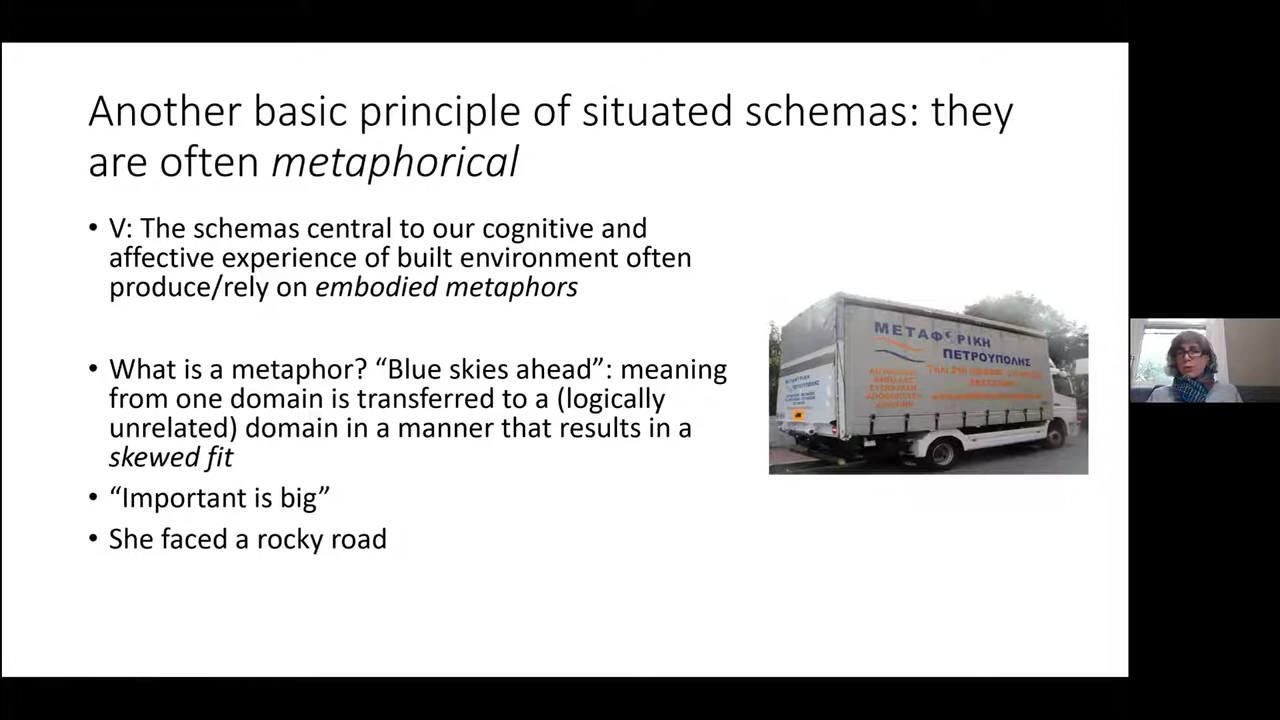 Another basic principle of situated schemas: they
are often metaphorical
• V: The schemas central to our cognitive and
affective experience of built environment often
produce/rely on embodied metaphors
• What is a metaphor? “Blue skies ahead”: meaning
from one domain is transferred to a (logically
unrelated) domain in a manner that results in a
skewed fit
• “Important is big”
• She faced a rocky road
ΜΕΤΑΦΟΡΙΚΗ
ΠΕΤΡΟΥΠΟΛΗΣ